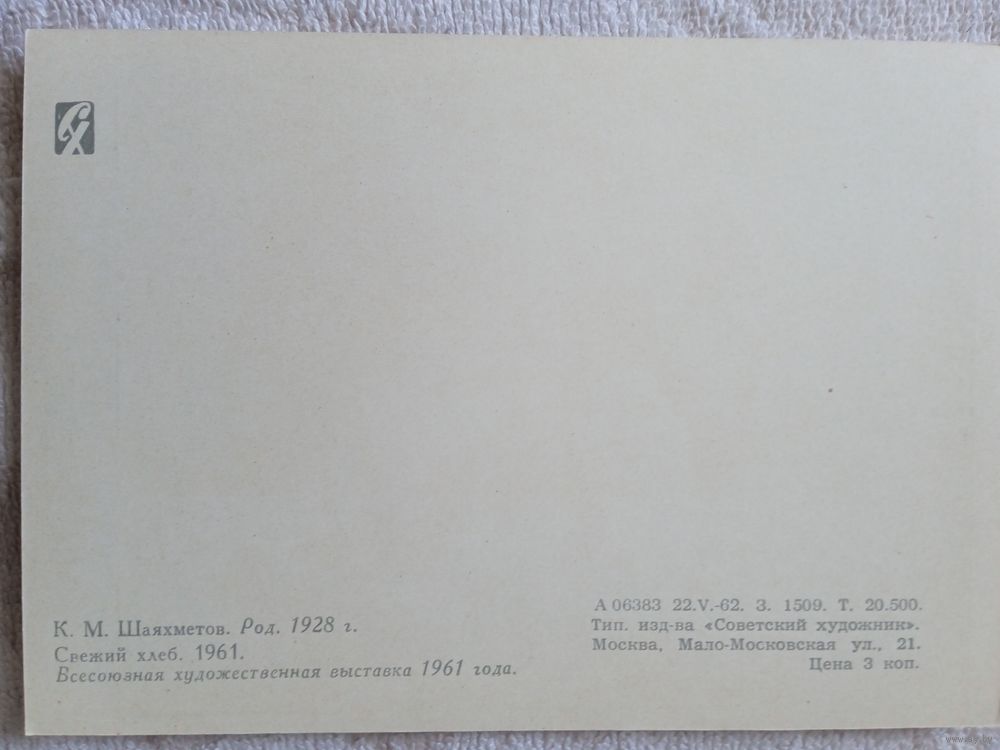 СХ
К. М. Шаяхметов. Род. 1928 г.
Свежий хлеб. 1961.
Всесоюзная художественная выставка 1961 года.
А 06383 22.V.-62. З. 1509. Т. 20.500.
Тип. изд-ва «Советский художник».
Москва, Мало-Московская ул., 21.
Цена 3 коп.